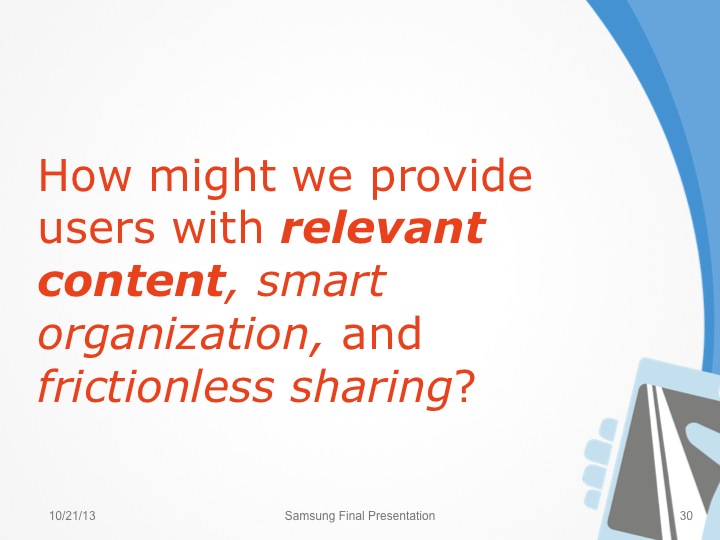 How might we provide
users with relevant
content, smart
organization, and
frictionless sharing?
10/21/13 Samsung Final Presentation 30